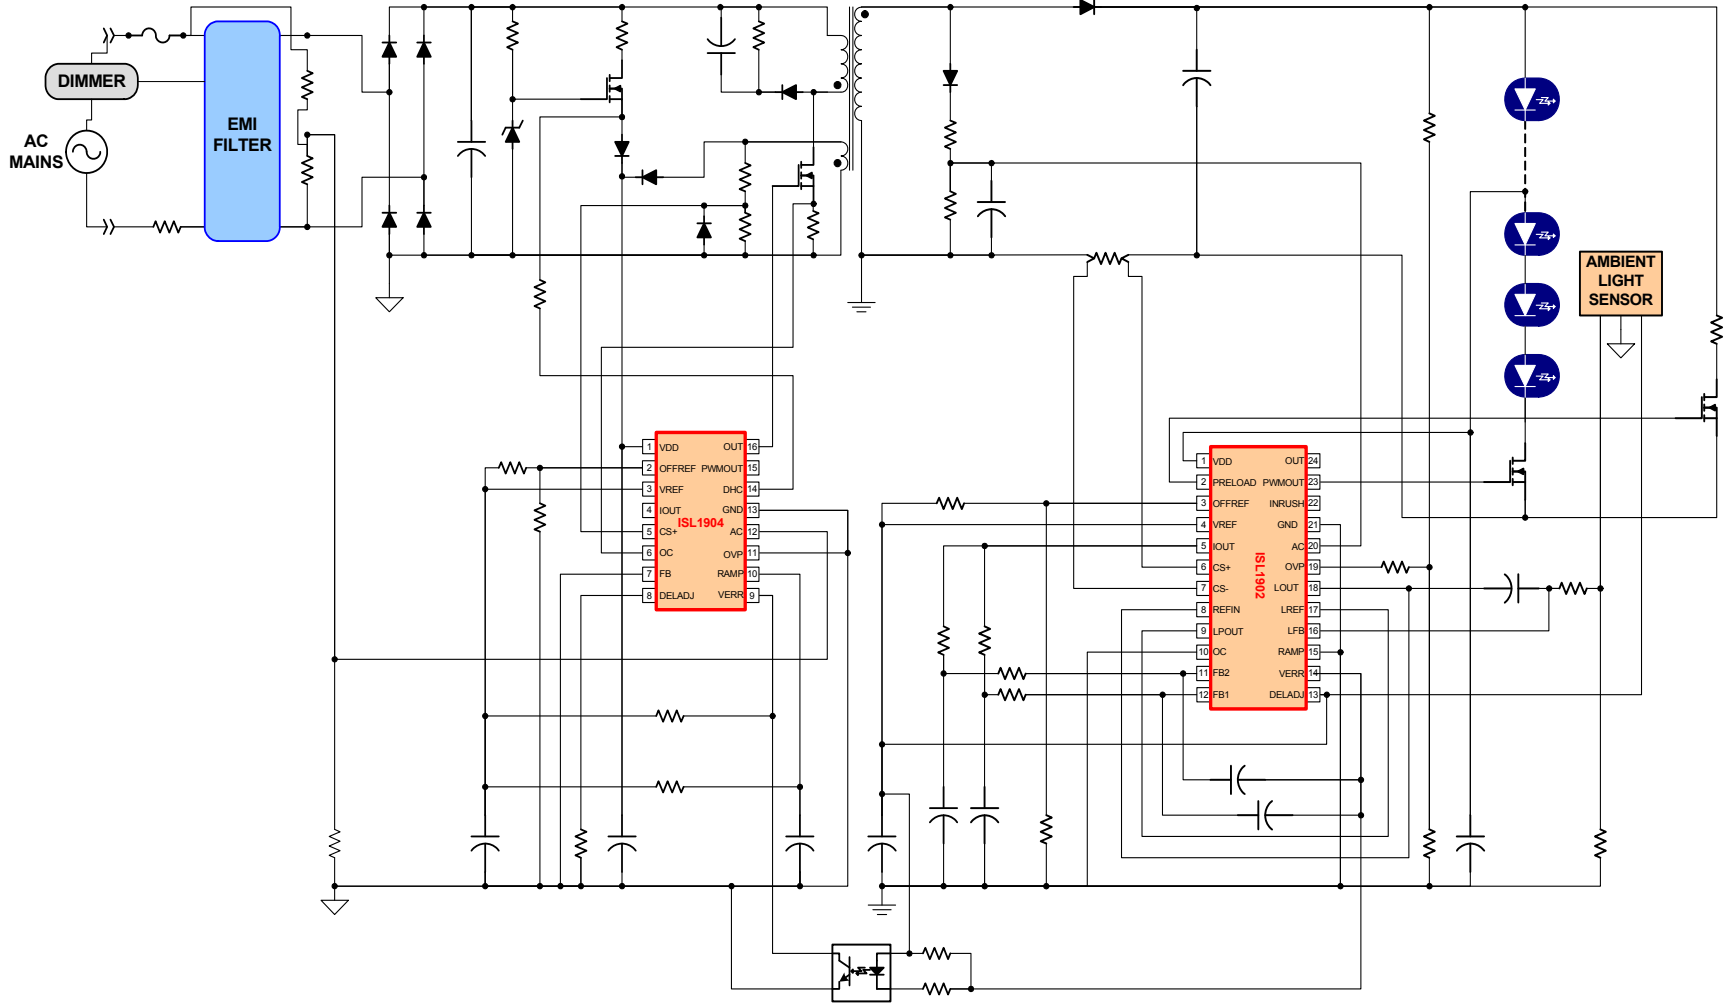 DIMMER
AC
MAINS
EMI
FILTER
AMBIENT
LIGHT
SENSOR
1 VDD OUT 16
2 OFFREF PWMOUT 15
3 VREF DHC 14
4 IOUT GND 13
ISL1904
5 CS+ AC 12
6 OC OVP 11
7 FB RAMP 10
8 DELADJ VERR 9
1 VDD OUT 24
2 PRELOAD PWMOUT 23
3 OFFREF INRUSH 22
4 VREF GND 21
5 IOUT AC 20
6 CS+ OVP 19
7 CS- LOUT 18
8 REFIN LREF 17
9 LPOUT LFB 16
10 OC RAMP 15
11 FB2 VERR 14
12 FB1 DELADJ 13
ISL1902